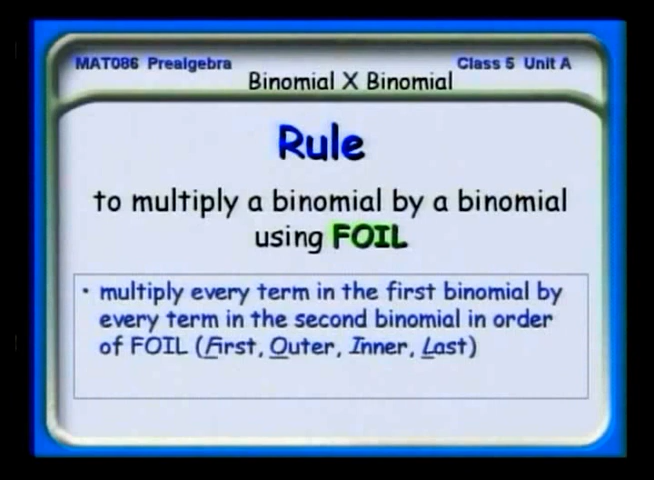 MAT086 Prealgebra
Class 5 Unit A
Binomial X Binomial
Rule
to multiply a binomial by a binomial
using FOIL
• multiply every term in the first binomial by
every term in the second binomial in order
of FOIL (First, Outer, Inner, Last)